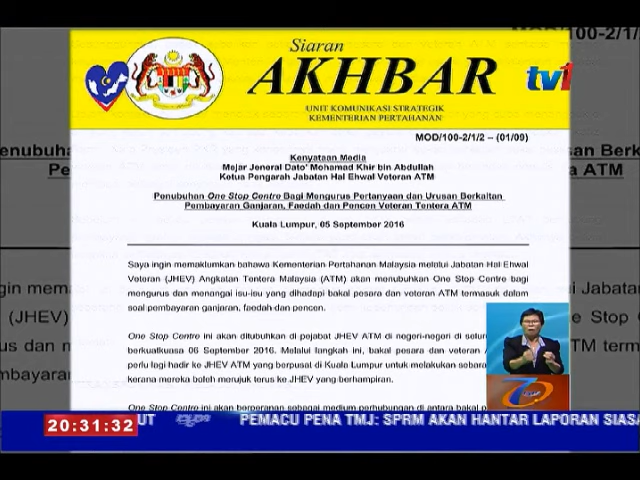 Siaran
AKHBAR
UNIT KOMUNIKASI STRATEGIK
KEMENTERIAN PERTAHANAN
tv1
MOD/100-2/1/2 – (01/09)
Kenyataan Media
Mejar Jeneral Dato' Mohamad Khir bin Abdullah
Ketua Pengarah Jabatan Hal Ehwal Veteran ATM
Penubuhan One Stop Centre Bagi Mengurus Pertanyaan dan Urusan Berkaitan
Pembayaran Ganjaran, Faedah dan Pencen Veteran Tentera ATM
Kuala Lumpur, 05 September 2016
Saya ingin memaklumkan bahawa Kementerian Pertahanan Malaysia melalui Jabatan Hal Ehwal
Veteran (JHEV) Angkatan Tentera Malaysia (ATM) akan menubuhkan One Stop Centre bagi
mengurus dan menangai isu-isu yang dihadapi bakal pesara dan veteran ATM termasuk dalam
soal pembayaran ganjaran, faedah dan pencen.
One Stop Centre ini akan ditubuhkan di pejabat JHEV ATM di negeri-negeri di selur
berkuatkuasa 06 September 2016. Melalui langkah ini, bakal pesara dan veteran
perlu lagi hadir ke JHEV ATM yang berpusat di Kuala Lumpur untuk melakukan sebara
kerana mereka boleh merujuk terus ke JHEV yang berhampiran.
One Stop Centre ini akan berperanan sebagai medium perhubungan di antara bakal p
20:31:32
UT PEMACU PENA TMJ: SPRM AKAN HANTAR LAPORAN SIASA